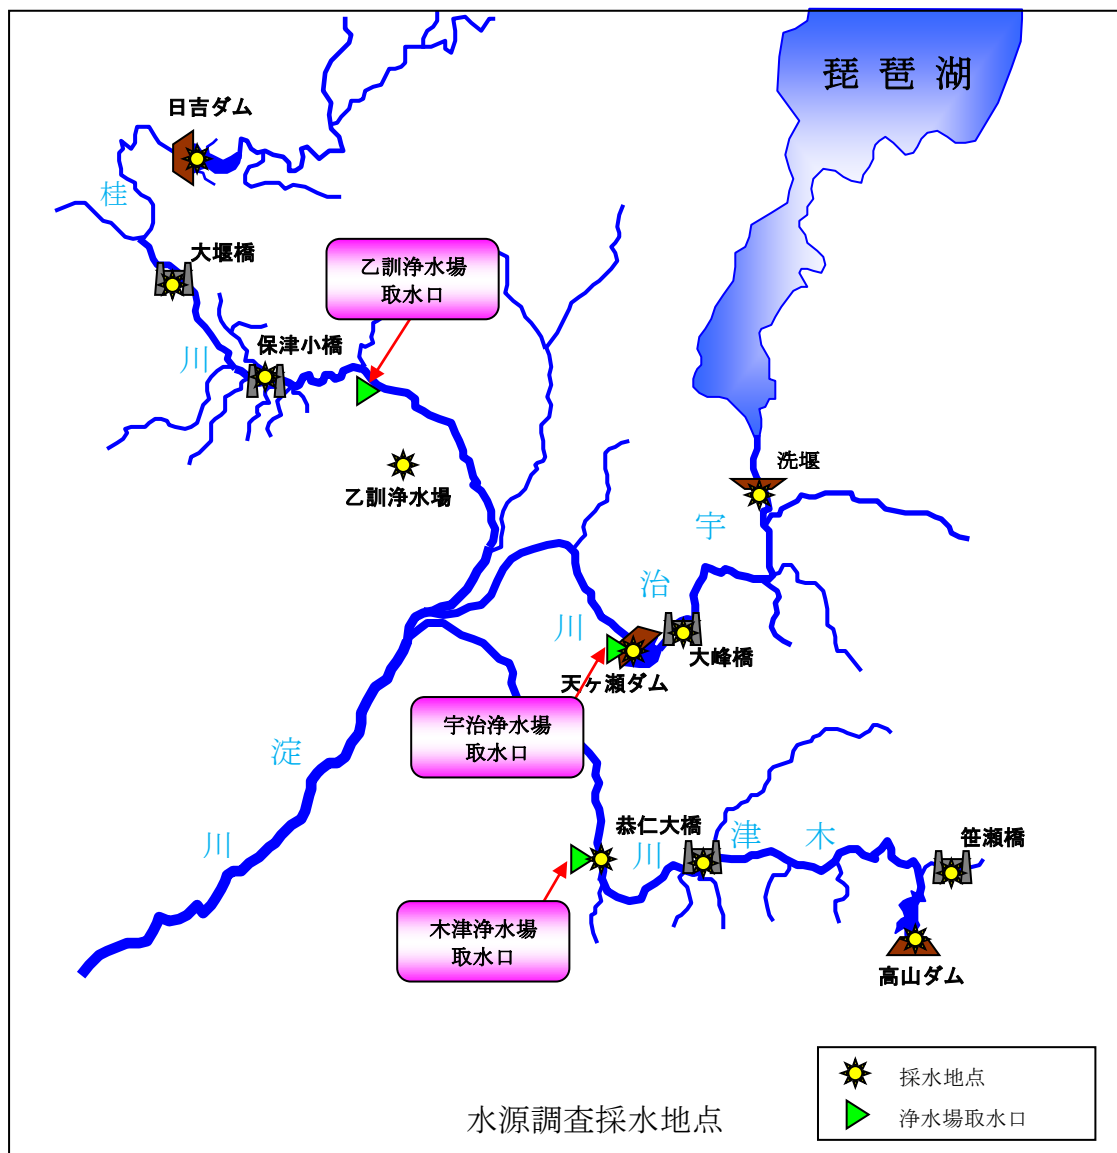 琵琶湖
日吉ダム
桂
大堰橋
乙訓浄水場
取水口
川
保津小橋
乙訓浄水場
洗堰
宇
治
川
大峰橋
天ヶ瀬ダム
宇治浄水場
取水口
淀
川
恭仁大橋
川
津
木
笹瀬橋
木津浄水場
取水口
高山ダム
採水地点
浄水場取水口
水源調査採水地点